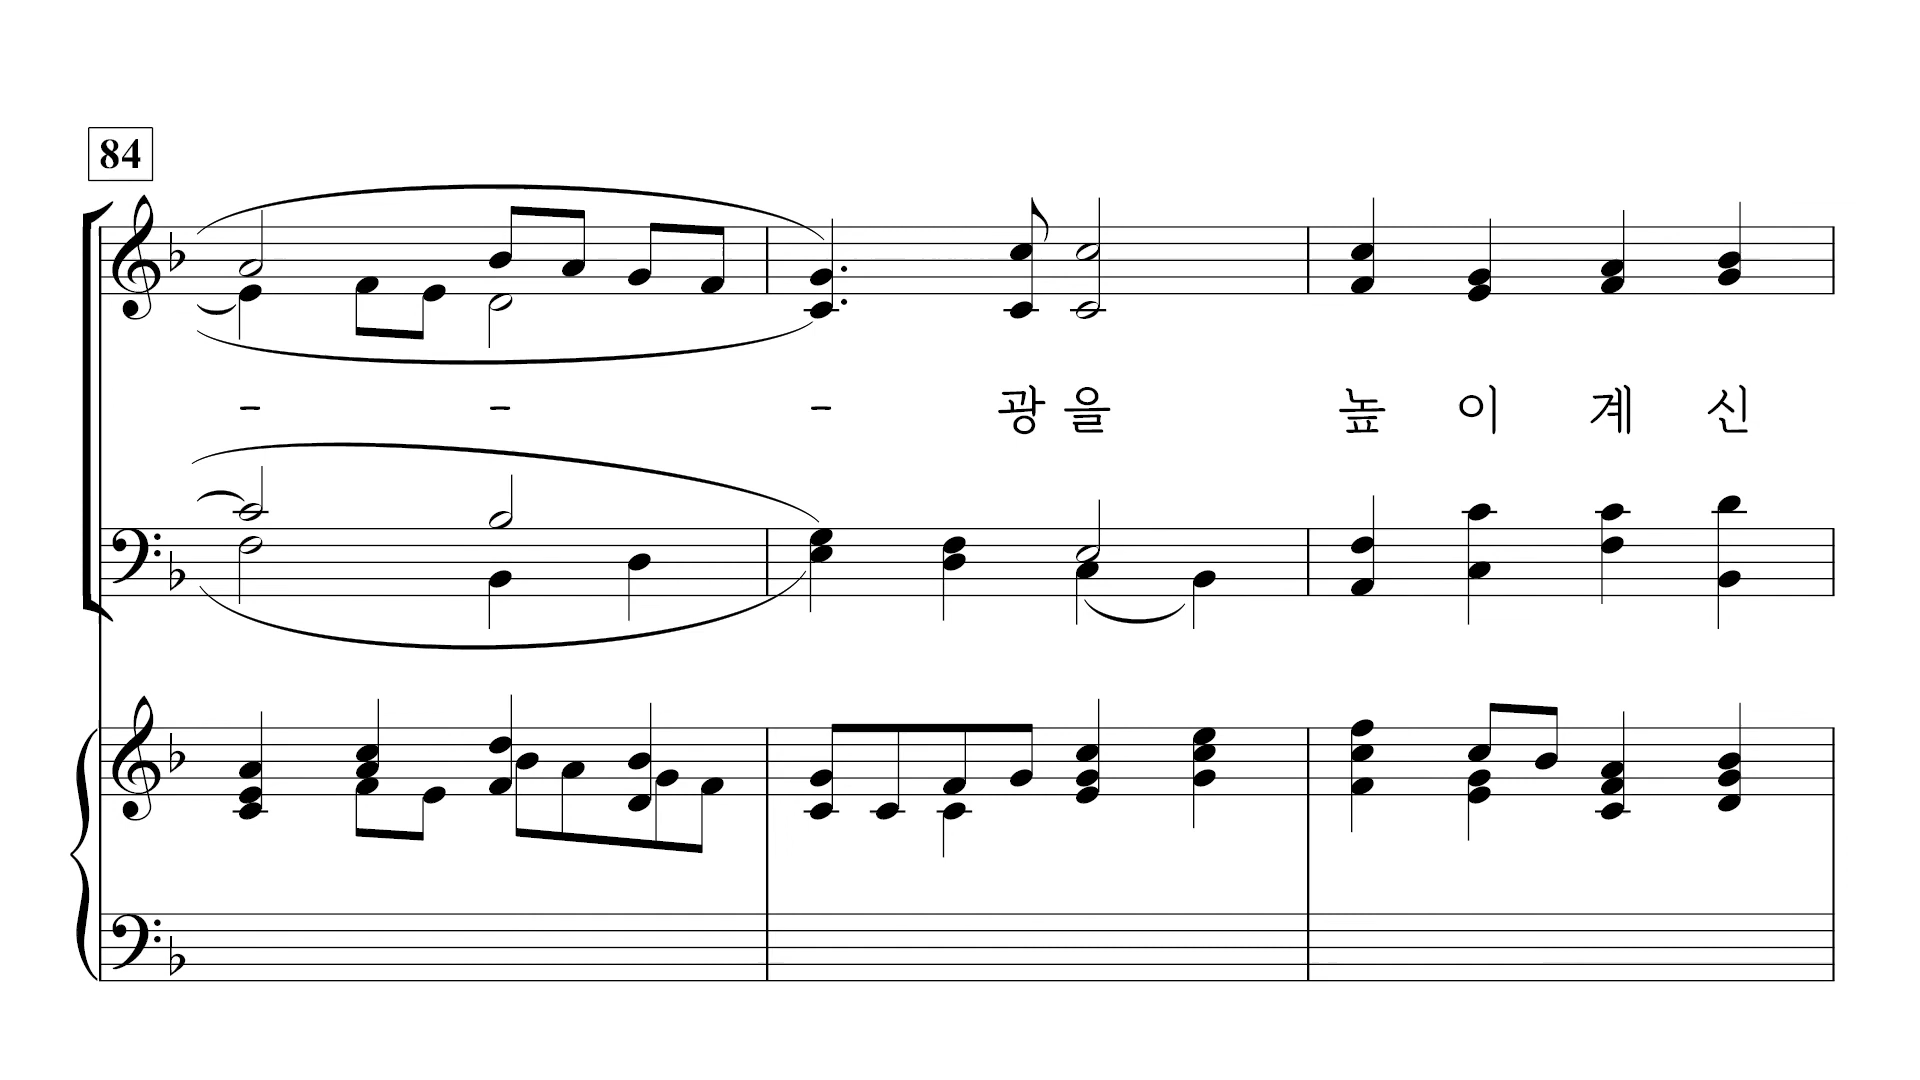 84
- - - 광 을 높 이 계 신